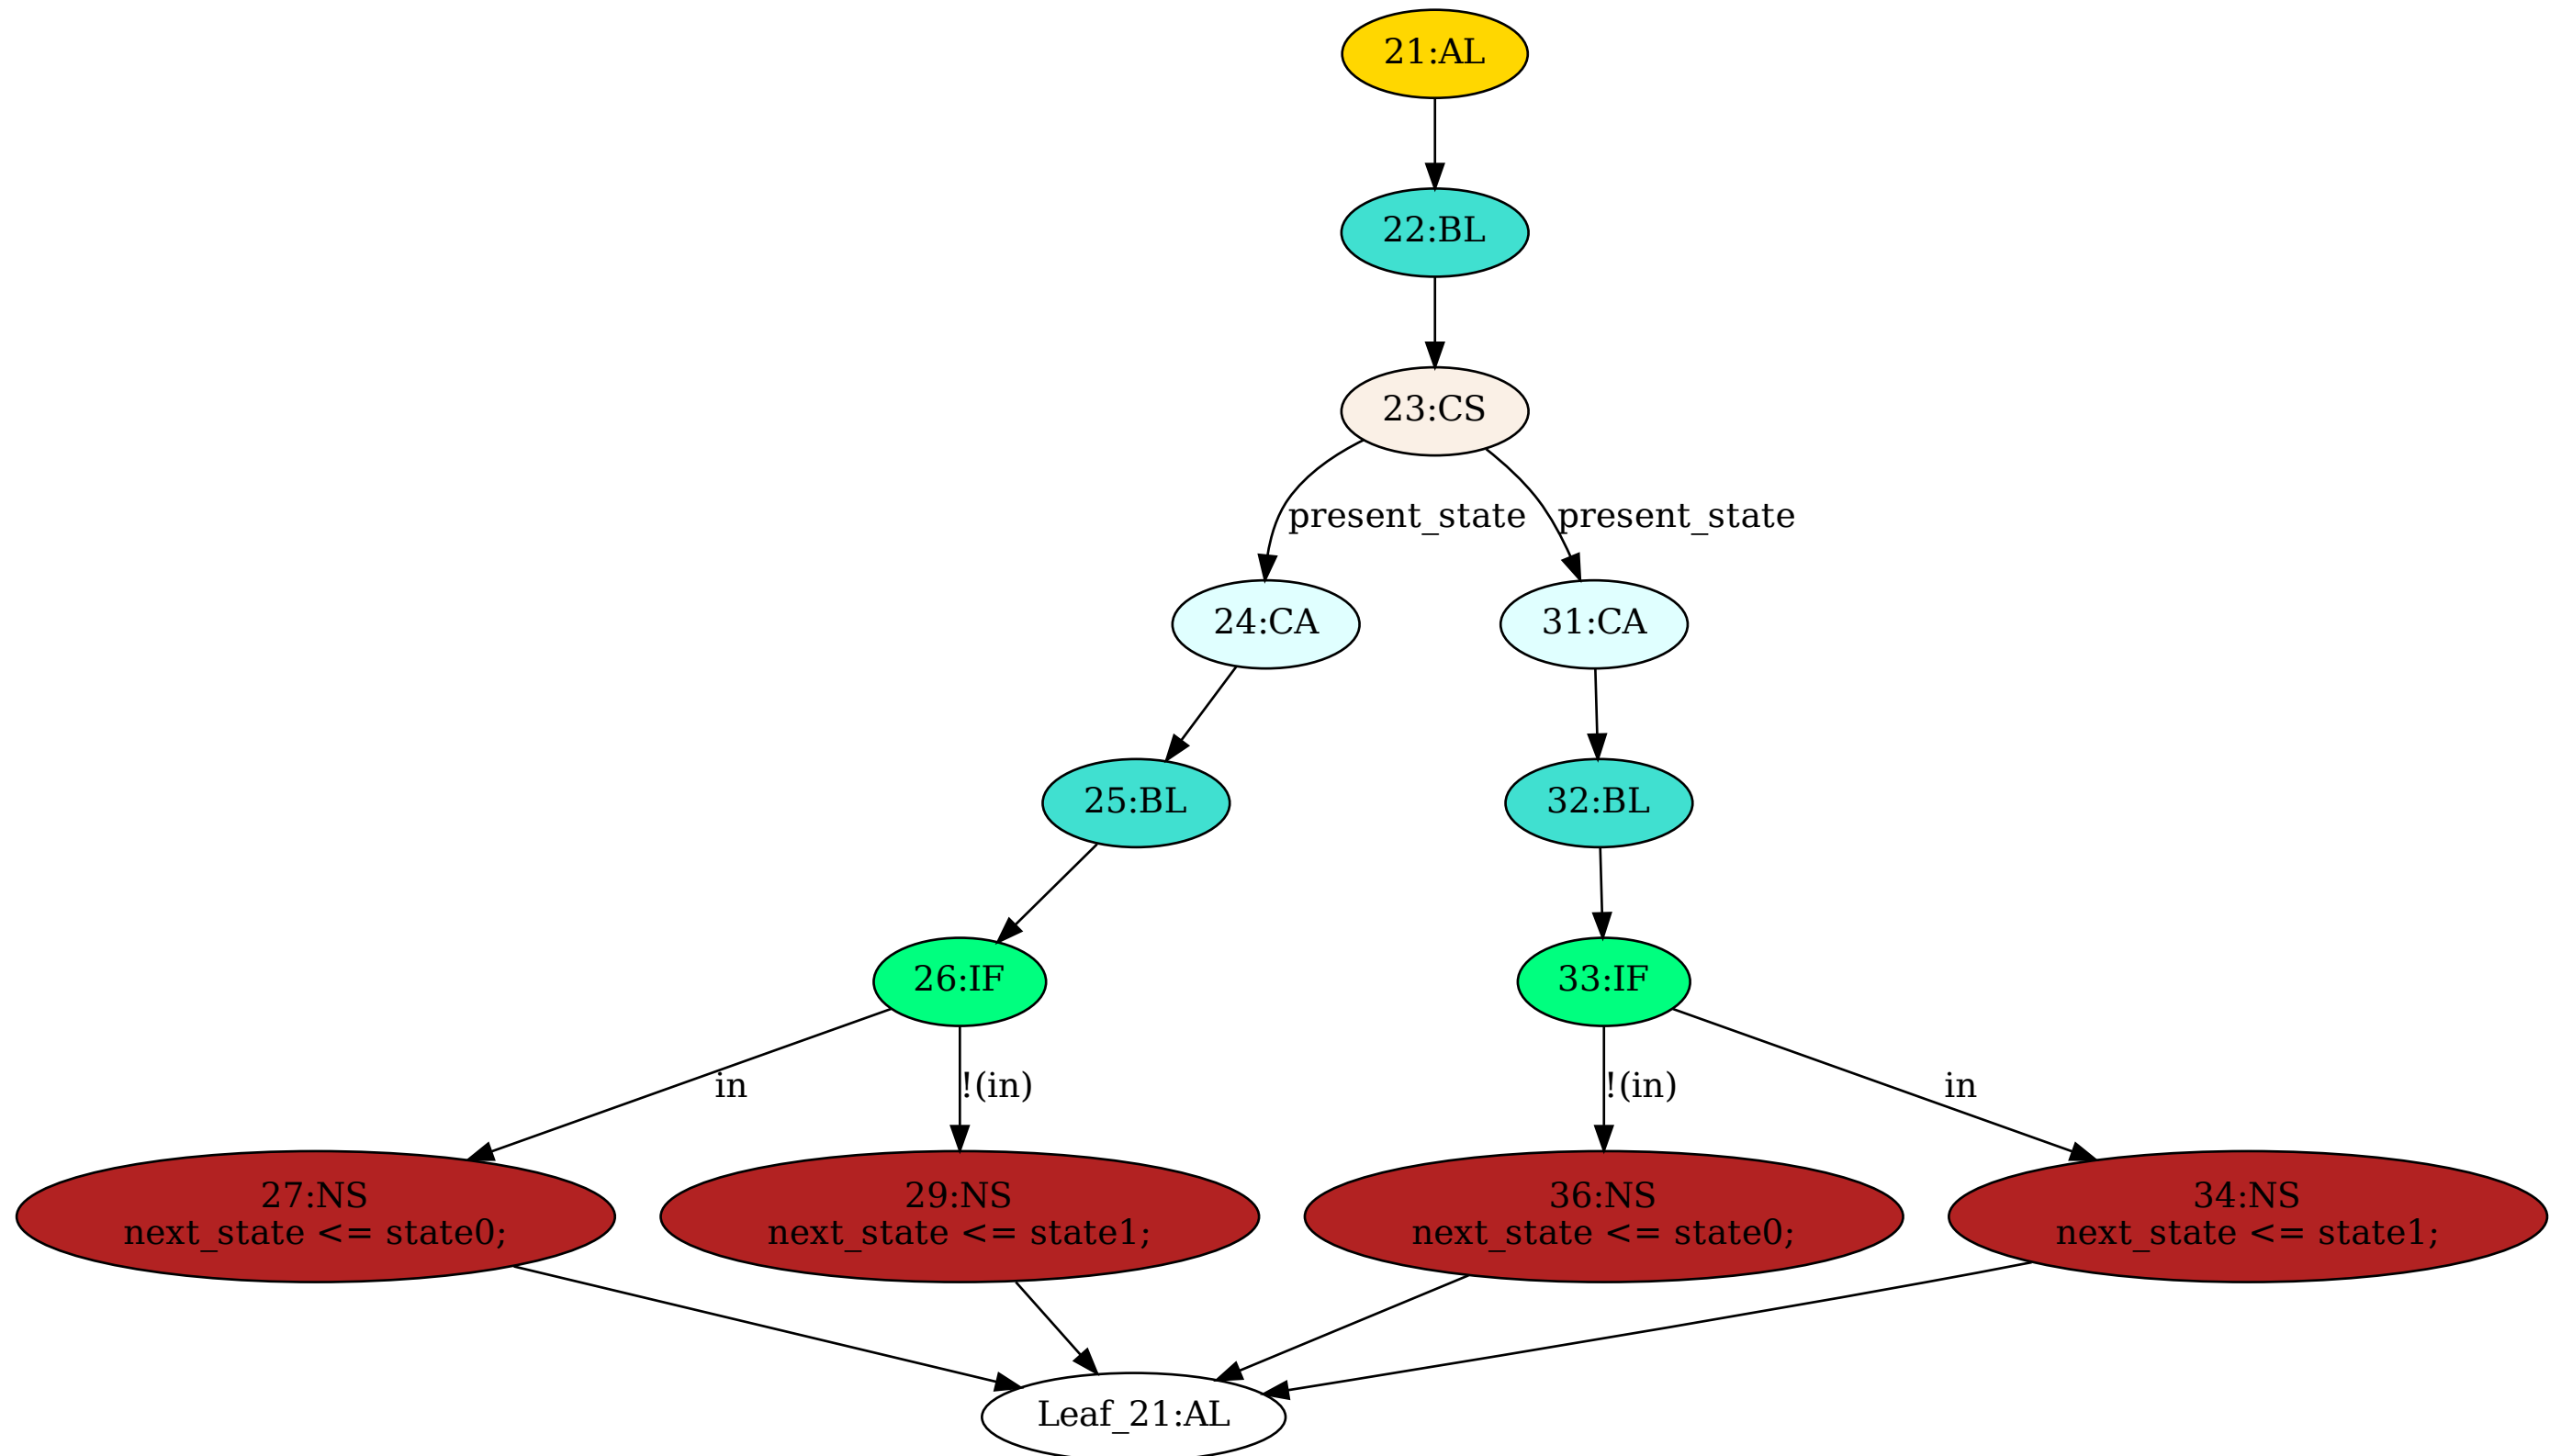 21:AL
22:BL
23:CS
present_state
present_state
24:CA
31:CA
25:BL
32:BL
26:IF
33:IF
in
!(in)
!(in)
in
27:NS
next_state <= state0;
29:NS
next_state <= state1;
36:NS
next_state <= state0;
34:NS
next_state <= state1;
Leaf_21:AL